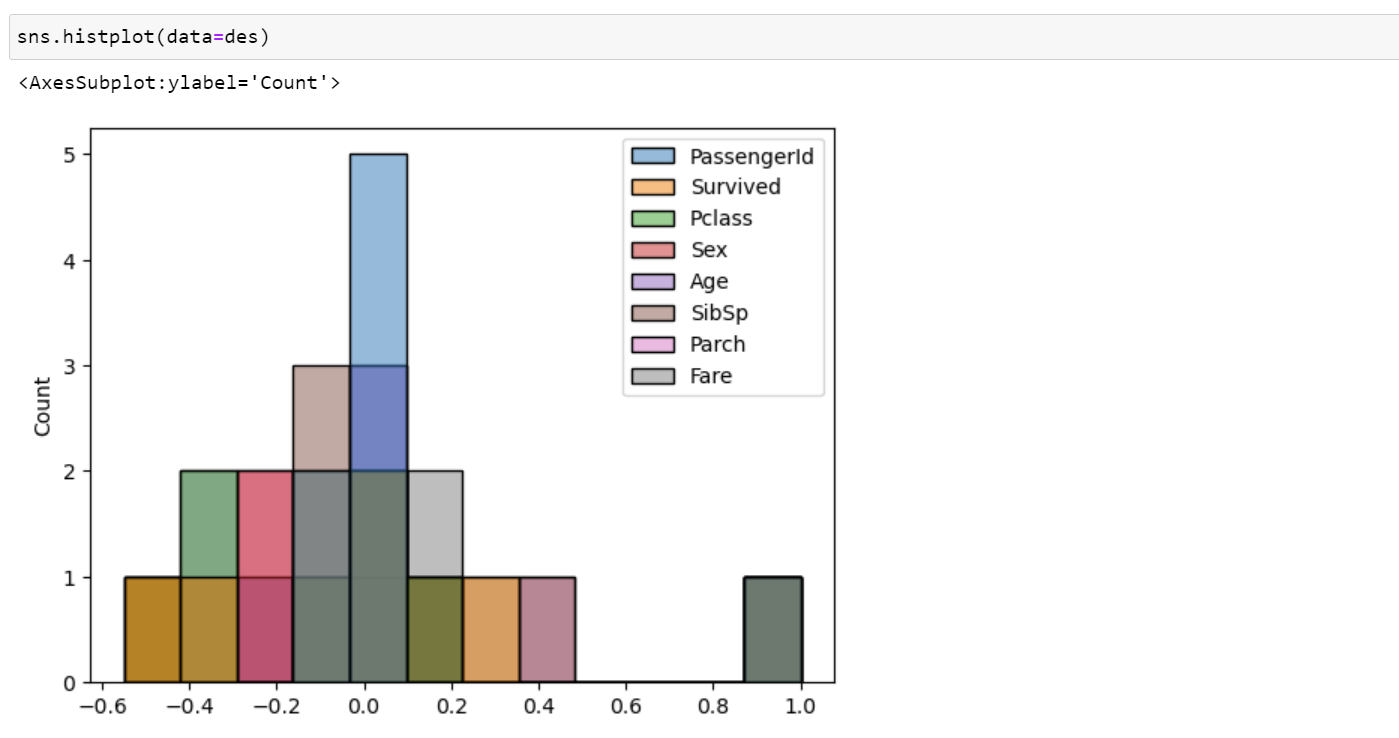 sns.histplot(data=des)
<AxesSubplot:ylabel='Count'>
5
4
3
2
1
0
Count
PassengerId
Survived
Pclass
Sex
Age
SibSp
Parch
Fare
−0.6 −0.4 −0.2 0.0 0.2 0.4 0.6 0.8 1.0